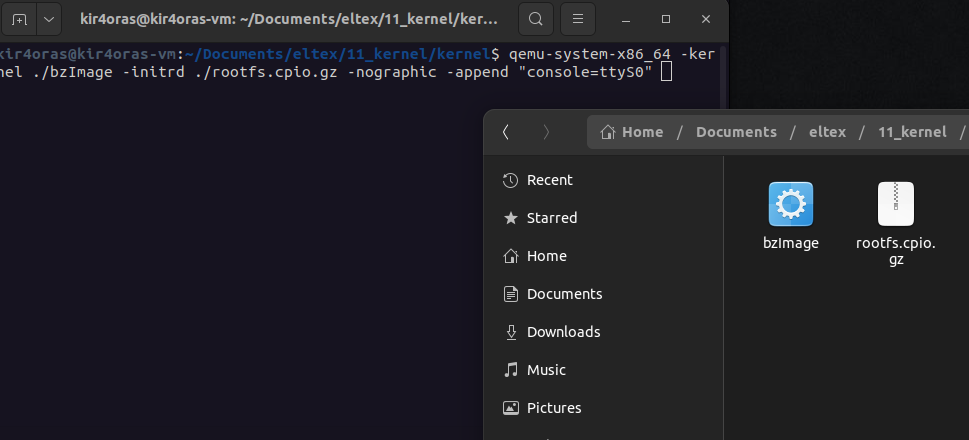 kir4oras@kir4oras-vm: ~/Documents/eltex/11_kernel/ker...
kir4oras@kir4oras-vm:~/Documents/eltex/11_kernel/kernel$ qemu-system-x86_64 -ker
nel ./bzImage -initrd ./rootfs.cpio.gz -nographic -append "console=ttyS0"
Home / Documents / eltex / 11_kernel /
Recent
Starred
Home
Documents
Downloads
Music
Pictures
bzImage
rootfs.cpio.
gz